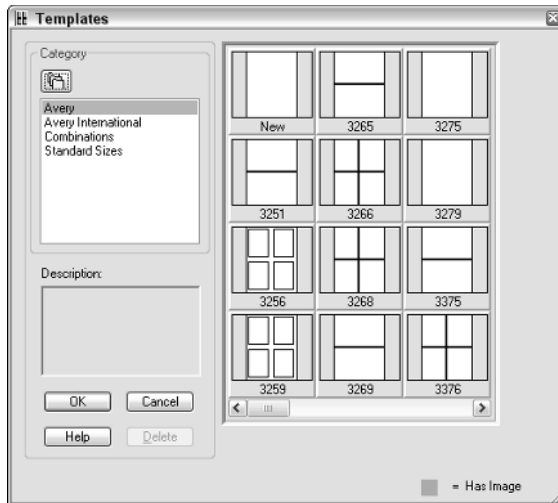 Templates
Category
Avery
Avery International
Combinations
Standard Sizes
Description:
OK
Cancel
Help
Delete
New
3265
3275
3251
3266
3279
3256
3268
3375
3259
3269
3376
= Has Image